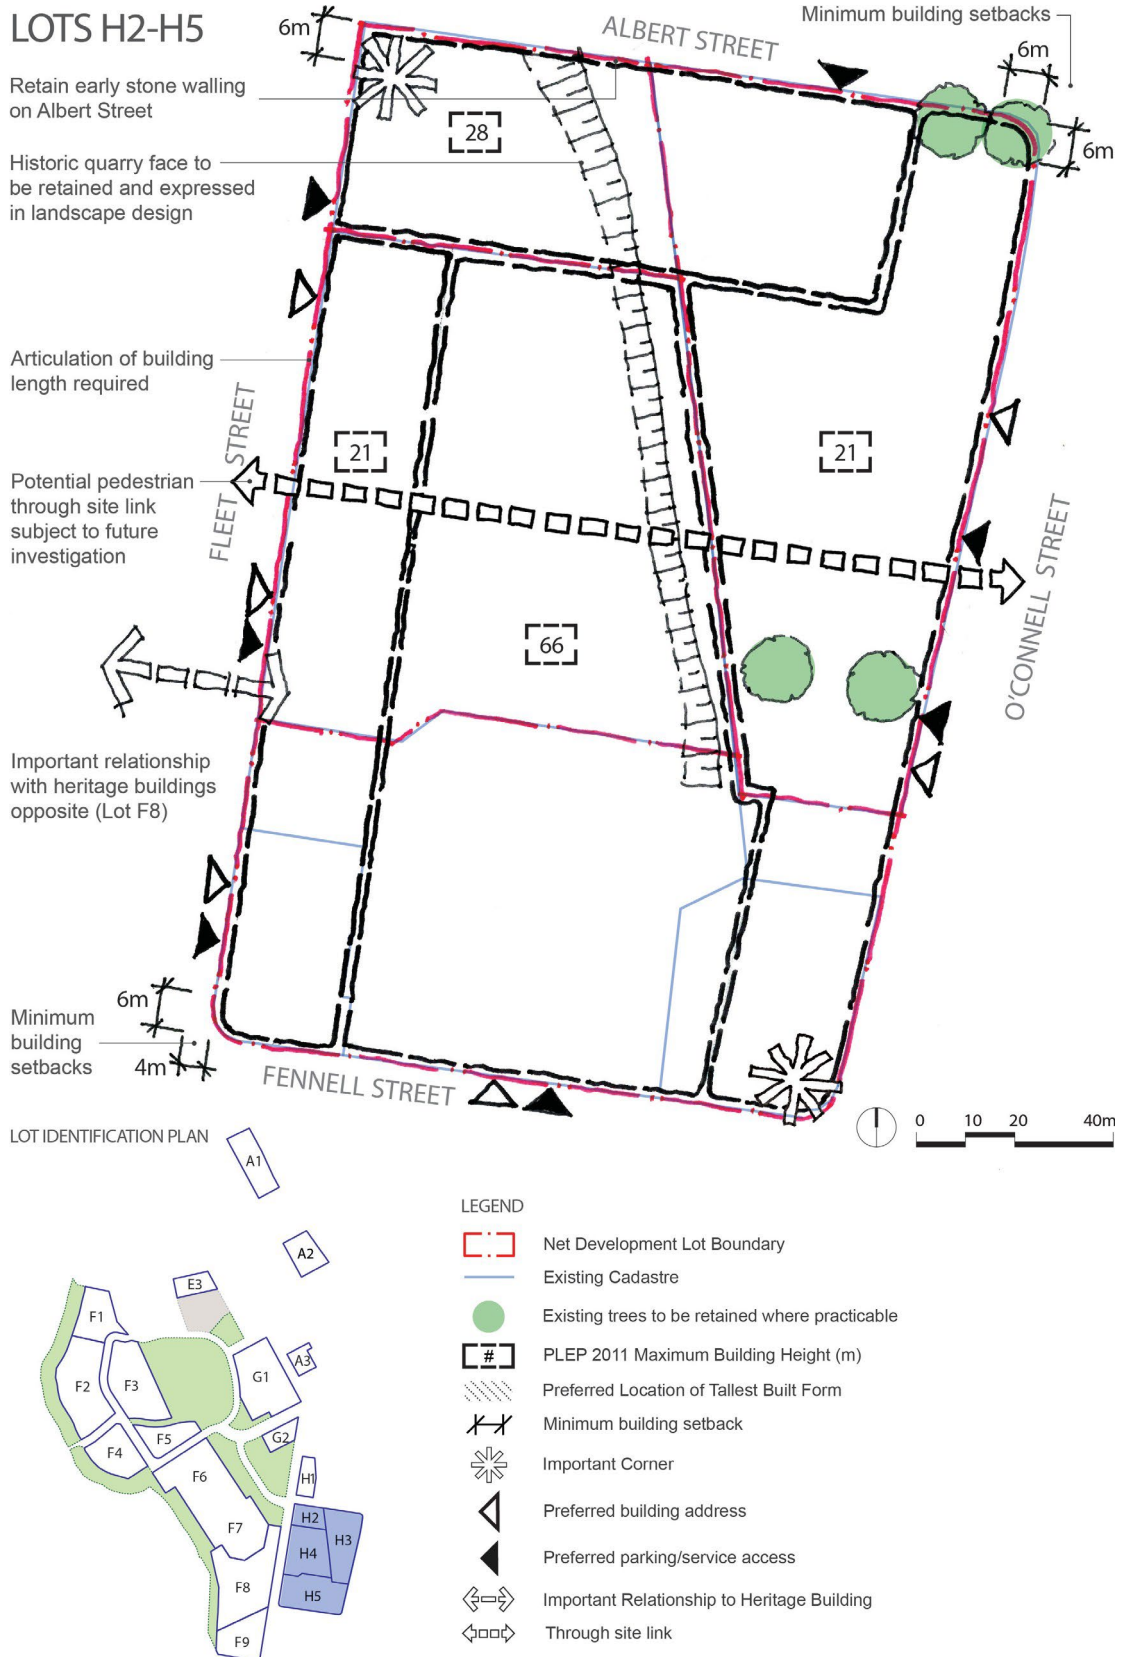 LOTS H2-H5
Minimum building setbacks
6m
ALBERT STREET
6m
Retain early stone walling
on Albert Street
28
6m
Historic quarry face to
be retained and expressed
in landscape design
Articulation of building
length required
FLEET STREET
21
21
Potential pedestrian
through site link
subject to future
investigation
O'CONNELL STREET
66
Important relationship
with heritage buildings
opposite (Lot F8)
6m
Minimum
building
setbacks
4m
FENNELL STREET
0 10 20 40m
LOT IDENTIFICATION PLAN
A1
A2
E3
F1
A3
G1
F2
F3
F5
G2
F4
F6
H1
H2
F7
H3
H4
F8
H5
F9
LEGEND
Net Development Lot Boundary
Existing Cadastre
Existing trees to be retained where practicable
# PLEP 2011 Maximum Building Height (m)
Preferred Location of Tallest Built Form
Minimum building setback
Important Corner
Preferred building address
Preferred parking/service access
Important Relationship to Heritage Building
Through site link